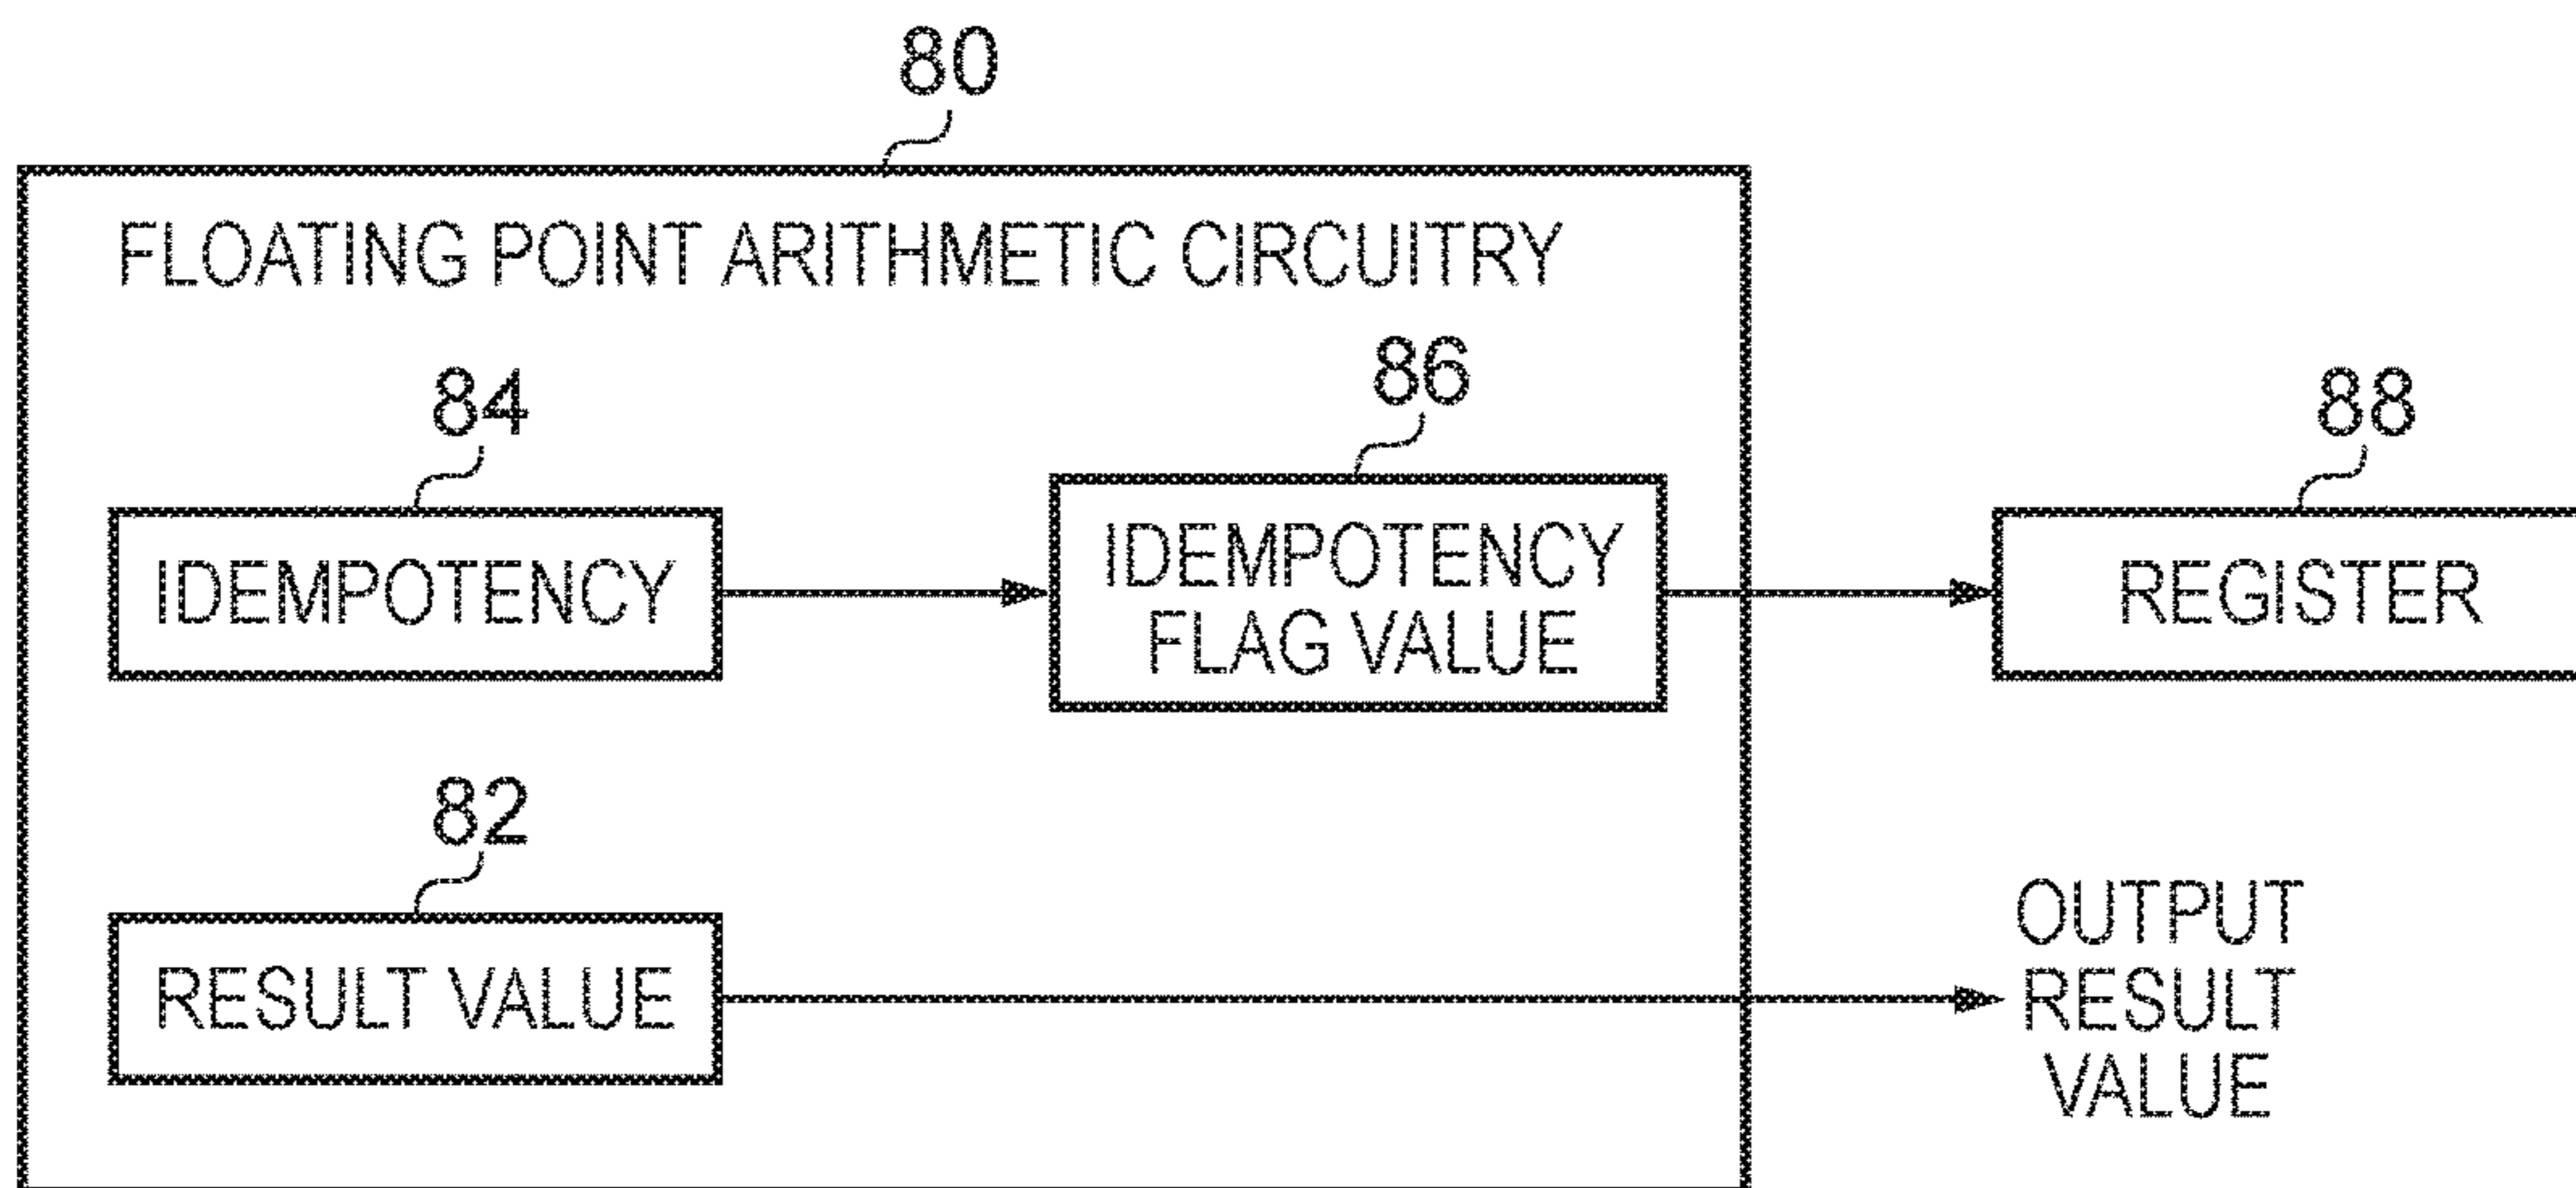 80
FLOATING POINT ARITHMETIC CIRCUITRY
84
IDEMPOTENCY
86
IDEMPOTENCY
FLAG VALUE
88
REGISTER
82
RESULT VALUE
OUTPUT
RESULT
VALUE